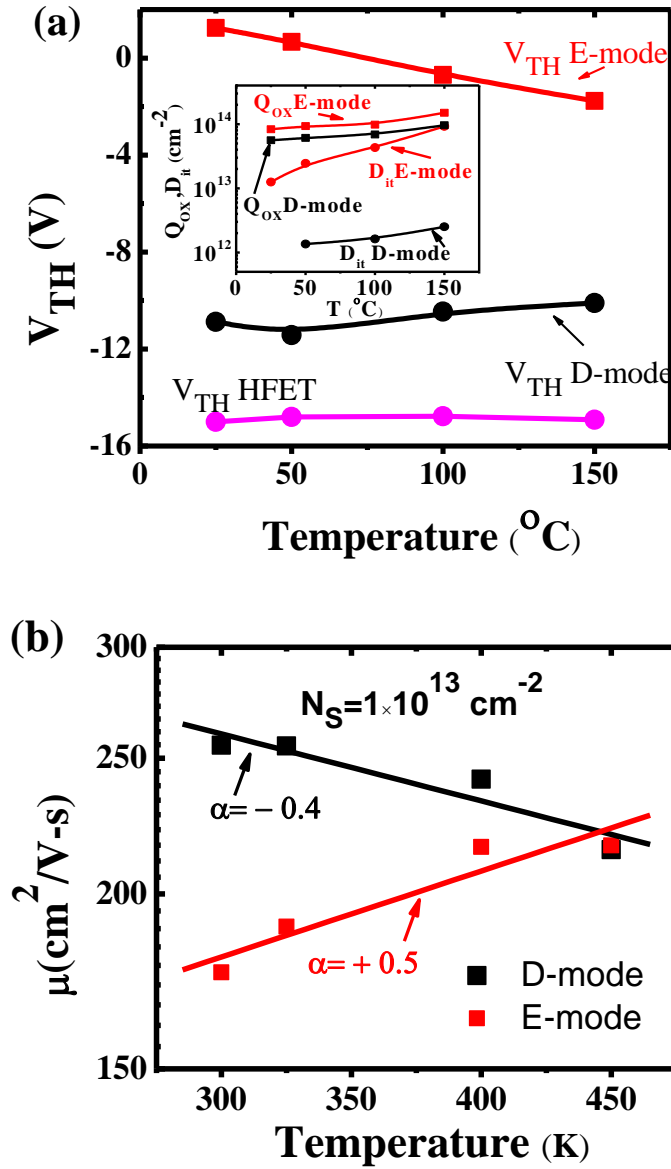 (a)
V_TH (V)
0
-4
-8
-12
-16
V_TH E-mode
Q_OX,D_it (cm^-2)
10^14
10^13
10^12
Q_OX E-mode
D_it E-mode
Q_OX D-mode
D_it D-mode
0 50 100 150
T (°C)
V_TH HFET
V_TH D-mode
0 50 100 150
Temperature (°C)
(b)
μ(cm^2/V-s)
300
250
200
150
N_S=1×10^13 cm^-2
α= − 0.4
α= + 0.5
D-mode
E-mode
300 350 400 450
Temperature (K)